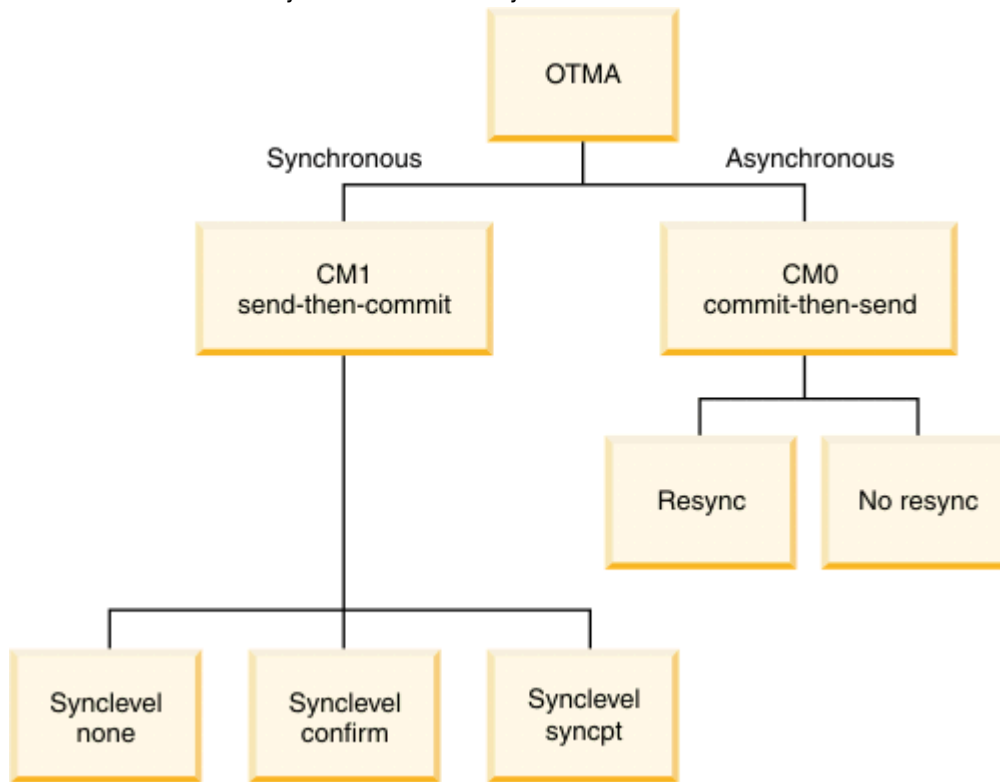 OTMA
Synchronous
Asynchronous
CM1
send-then-commit
CM0
commit-then-send
Resync
No resync
Synclevel
none
Synclevel
confirm
Synclevel
syncpt